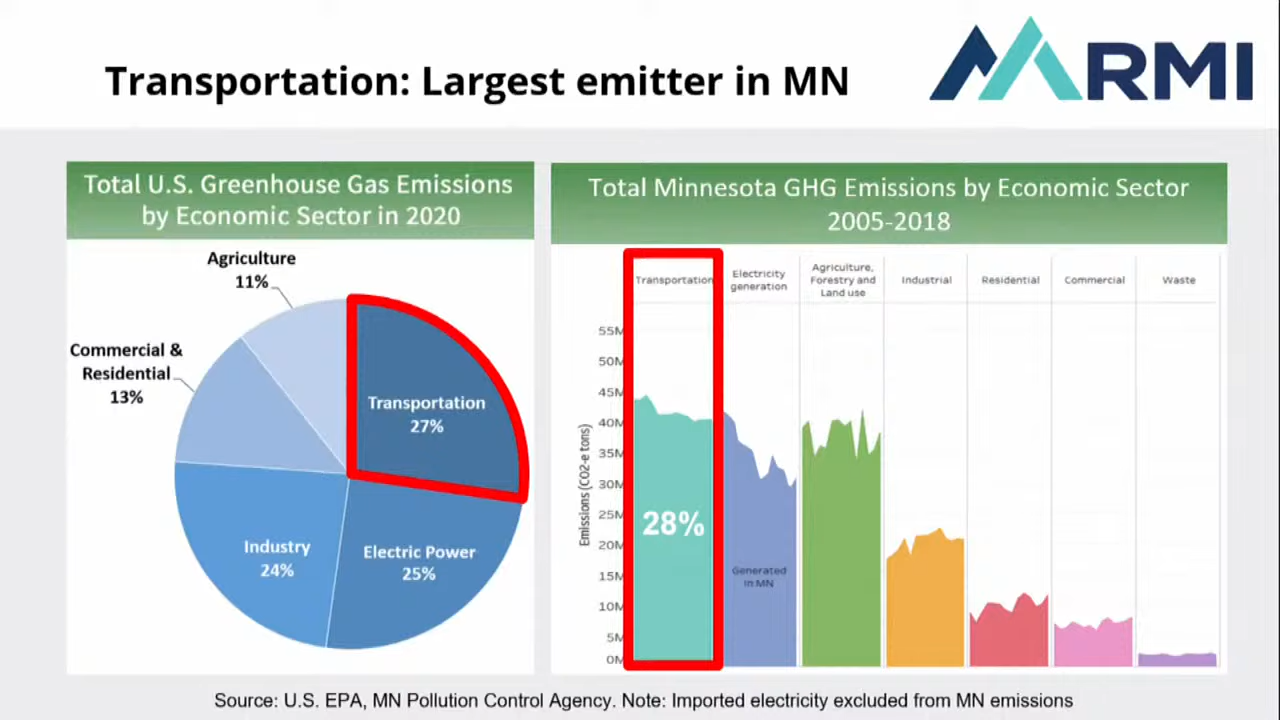 Transportation: Largest emitter in MN
RMI
Total U.S. Greenhouse Gas Emissions
by Economic Sector in 2020
Agriculture
11%
Commercial &
Residential
13%
Transportation
27%
Industry
24%
Electric Power
25%
Total Minnesota GHG Emissions by Economic Sector
2005-2018
Transportation
Electricity
generation
Agriculture,
Forestry and
Land use
Industrial
Residential
Commercial
Waste
Emissions (CO2-e tons)
55M
50M
45M
40M
35M
30M
25M
20M
15M
10M
5M
0M
28%
Generated
in MN
Source: U.S. EPA, MN Pollution Control Agency. Note: Imported electricity excluded from MN emissions